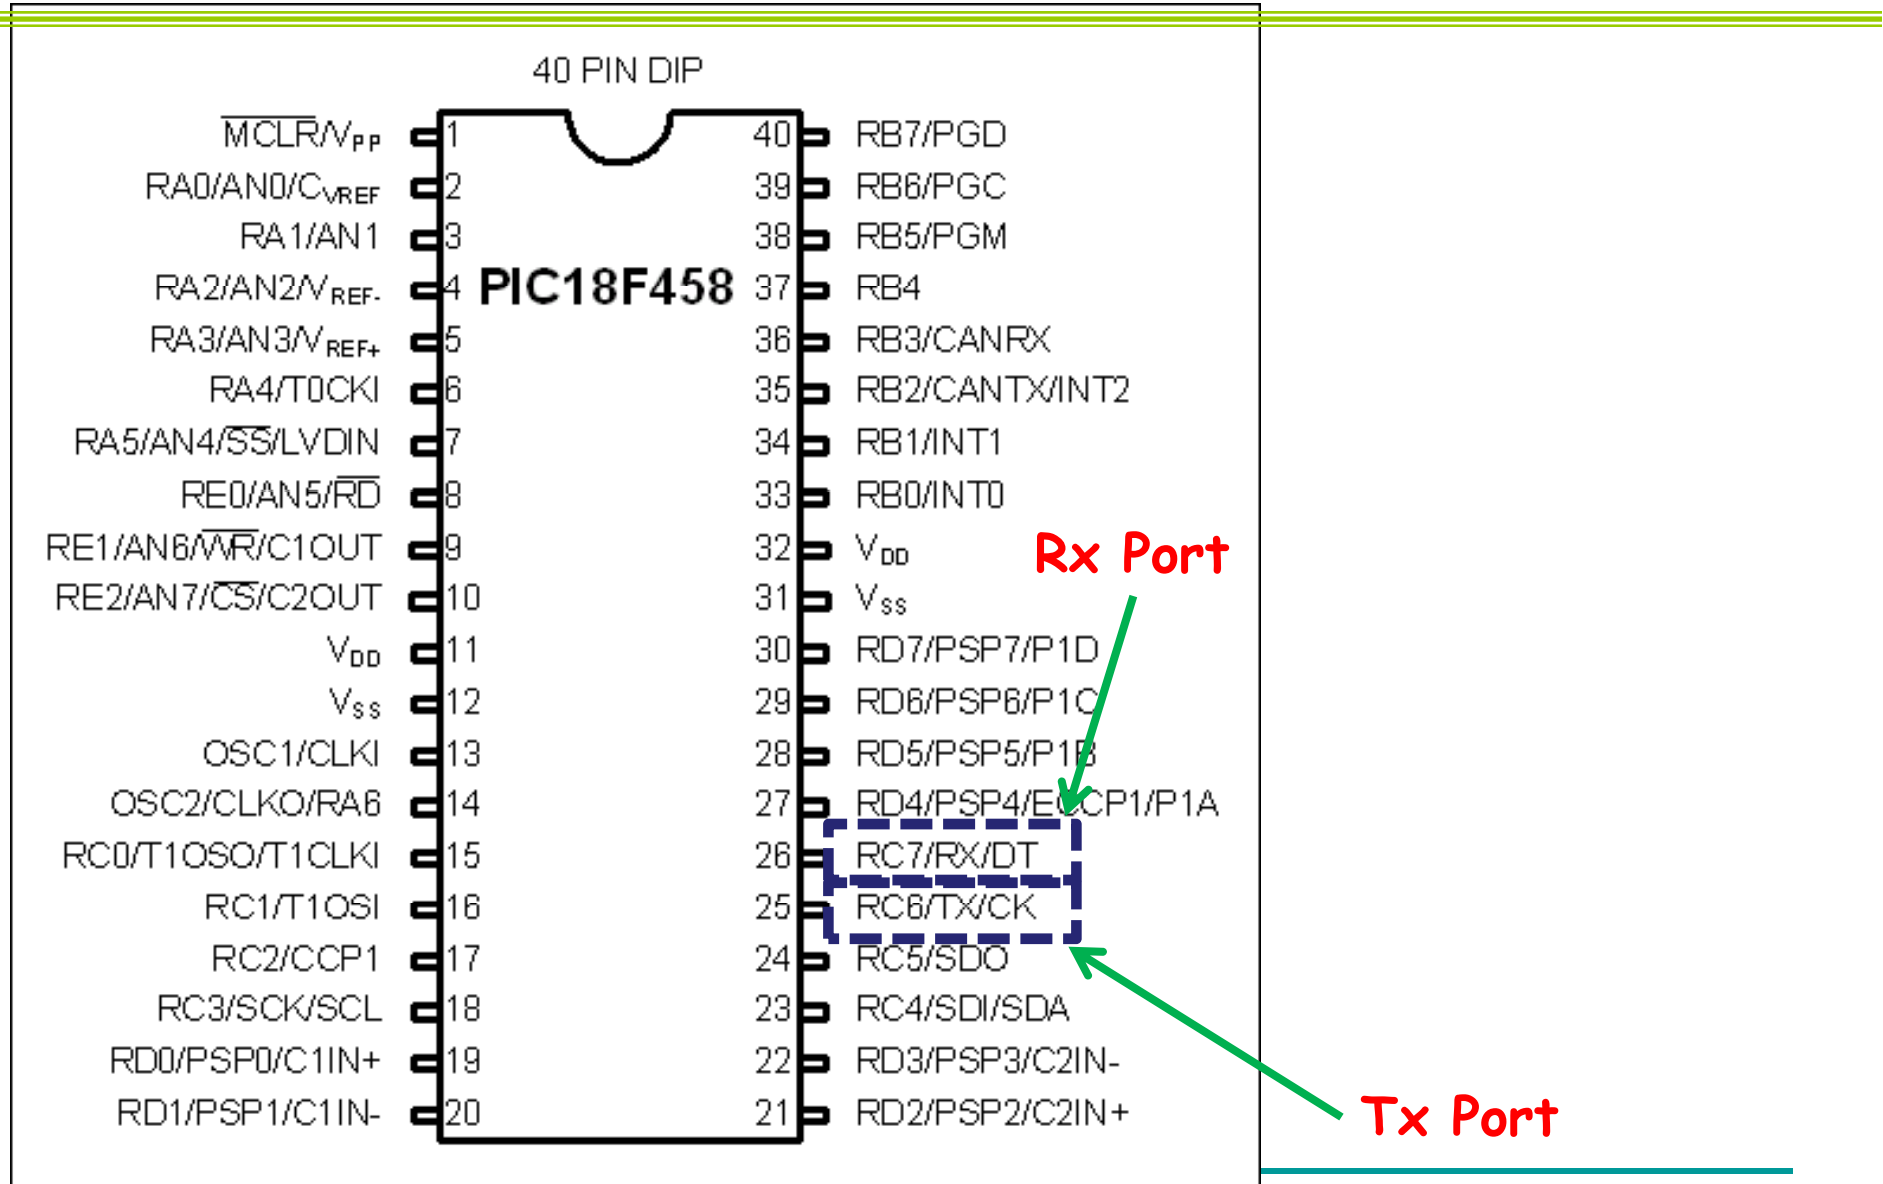 40 PIN DIP
MCLR/VPP 1 40 RB7/PGD
RA0/AN0/CVREF 2 39 RB6/PGC
RA1/AN1 3 38 RB5/PGM
RA2/AN2/VREF- 4 PIC18F458 37 RB4
RA3/AN3/VREF+ 5 36 RB3/CANRX
RA4/T0CKI 6 35 RB2/CANTX/INT2
RA5/AN4/SS/LVDIN 7 34 RB1/INT1
RE0/AN5/RD 8 33 RB0/INT0
RE1/AN6/WR/C1OUT 9 32 VDD Rx Port
RE2/AN7/CS/C2OUT 10 31 VSS
VDD 11 30 RD7/PSP7/P1D
VSS 12 29 RD6/PSP6/P1C
OSC1/CLKI 13 28 RD5/PSP5/P1B
OSC2/CLKO/RA6 14 27 RD4/PSP4/ECCP1/P1A
RC0/T1OSO/T1CLKI 15 26 RC7/RX/DT
RC1/T1OSI 16 25 RC6/TX/CK
RC2/CCP1 17 24 RC5/SDO
RC3/SCK/SCL 18 23 RC4/SDI/SDA
RD0/PSP0/C1IN+ 19 22 RD3/PSP3/C2IN-
RD1/PSP1/C1IN- 20 21 RD2/PSP2/C2IN+
Tx Port